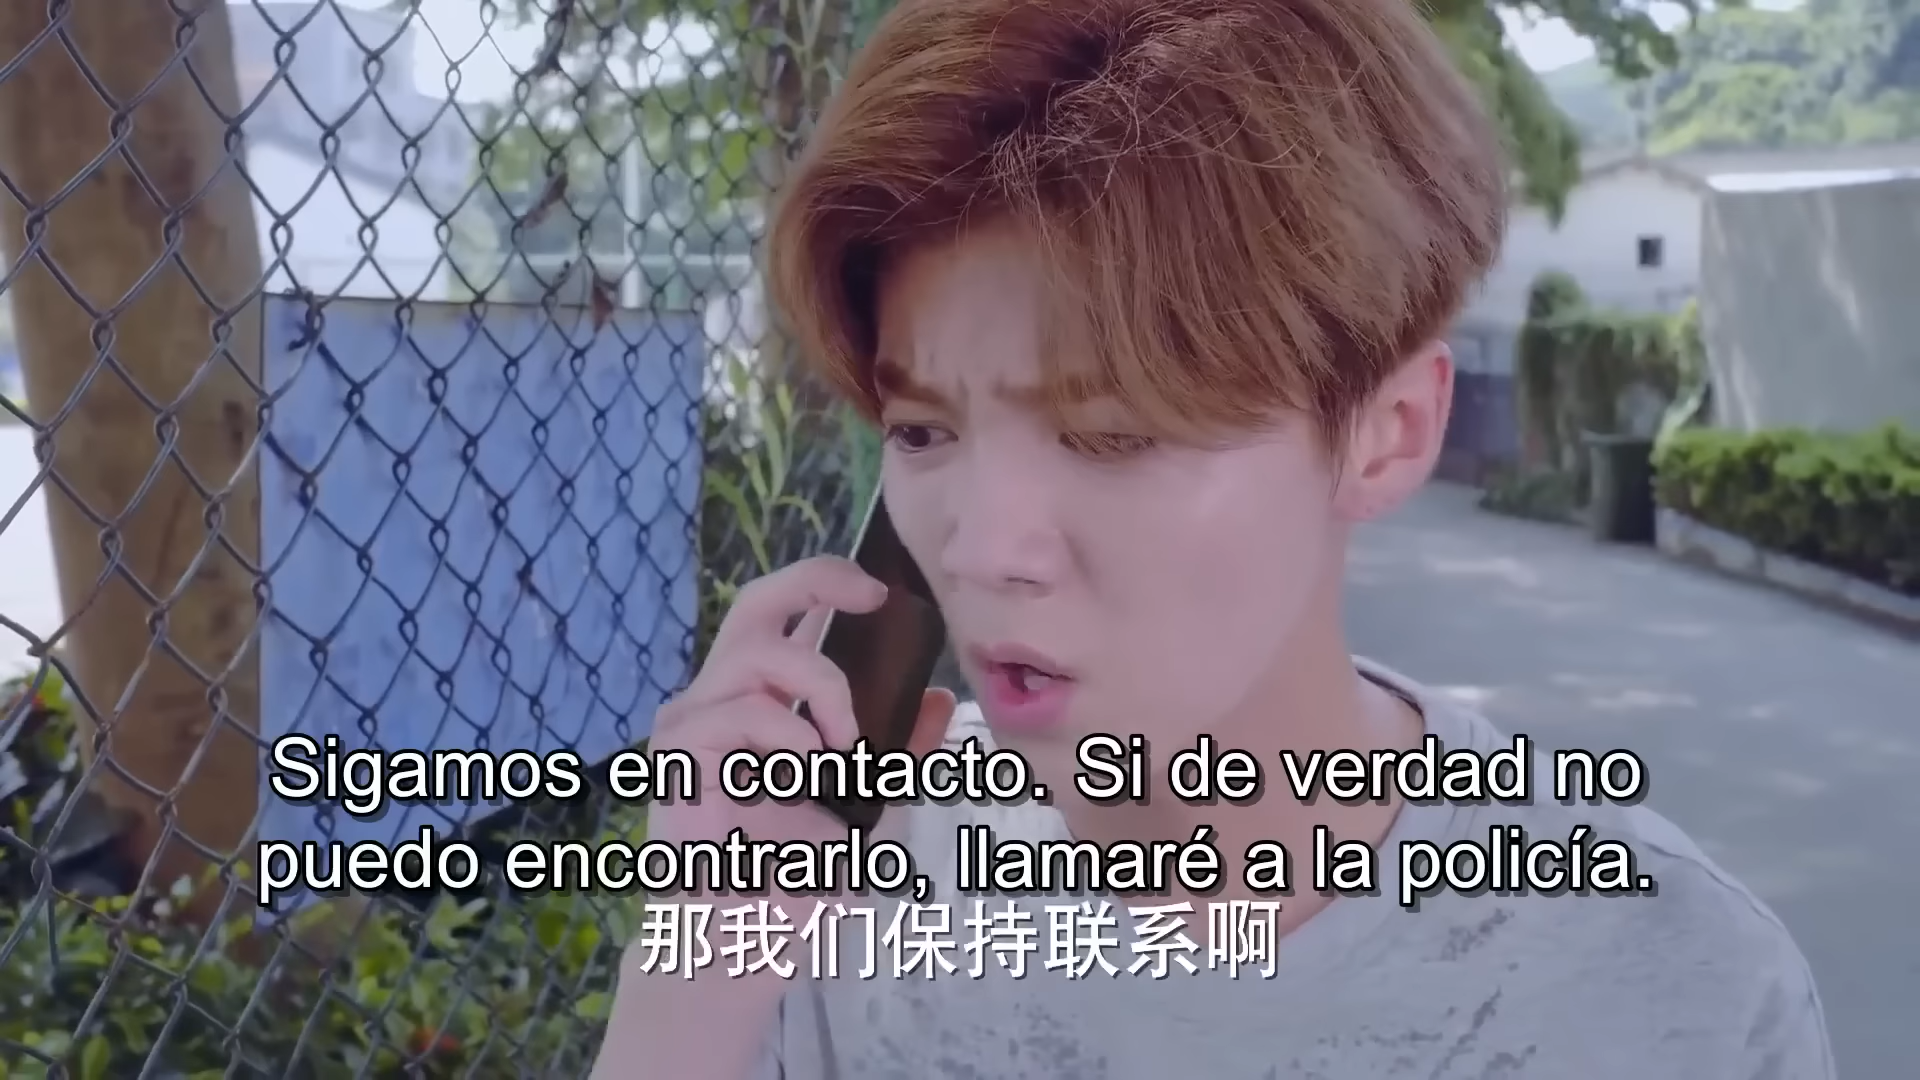 Sigamos en contacto. Si de verdad no
puedo encontrarlo, llamaré a la policía.
那我们保持联系啊